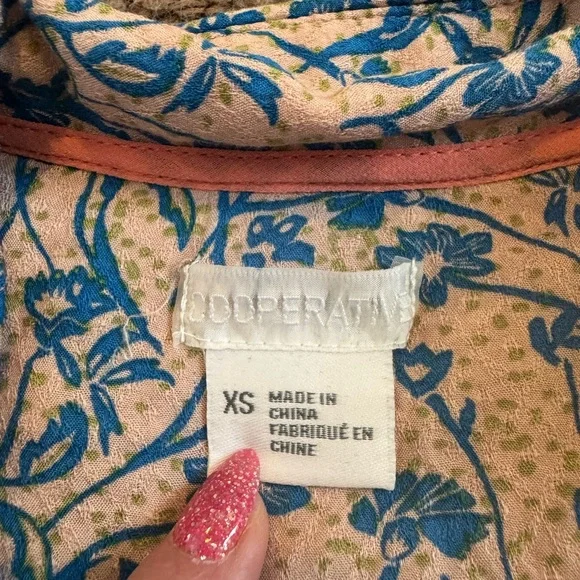 COOPERATIVE
XS
MADE IN
CHINA
FABRIQUÉ EN
CHINE